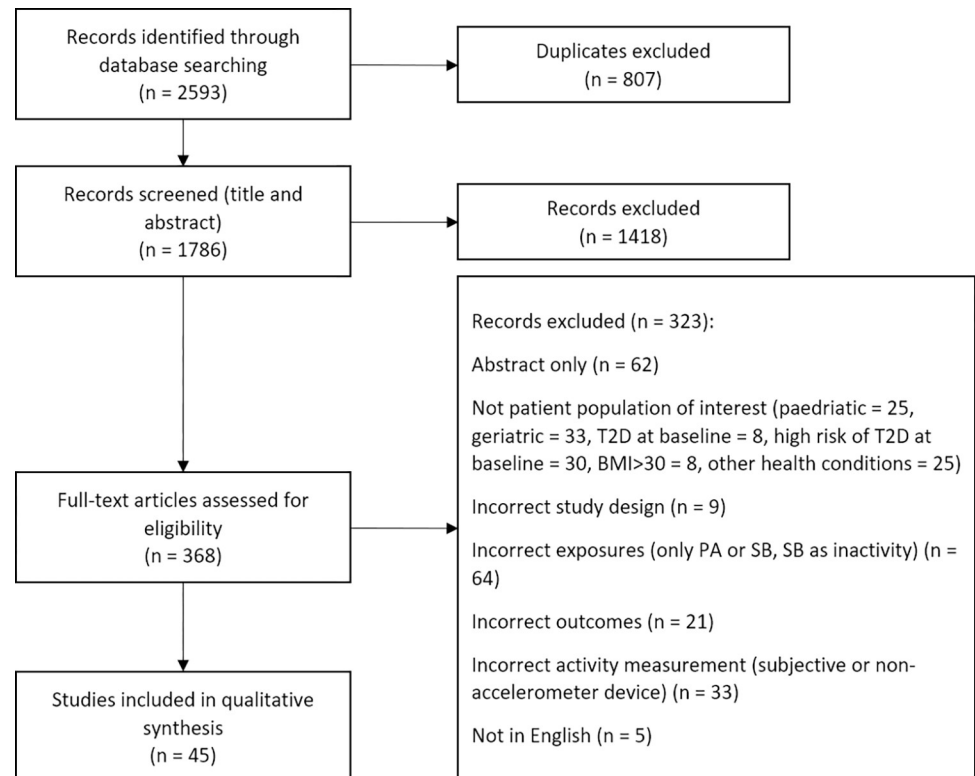 Records identified through
database searching
(n = 2593)
Duplicates excluded
(n = 807)
Records screened (title and
abstract)
(n = 1786)
Records excluded
(n = 1418)
Full-text articles assessed for
eligibility
(n = 368)
Records excluded (n = 323):
Abstract only (n = 62)
Not patient population of interest (paedriatic = 25,
geriatric = 33, T2D at baseline = 8, high risk of T2D at
baseline = 30, BMI>30 = 8, other health conditions = 25)
Incorrect study design (n = 9)
Incorrect exposures (only PA or SB, SB as inactivity) (n =
64)
Incorrect outcomes (n = 21)
Incorrect activity measurement (subjective or non-
accelerometer device) (n = 33)
Not in English (n = 5)
Studies included in qualitative
synthesis
(n = 45)